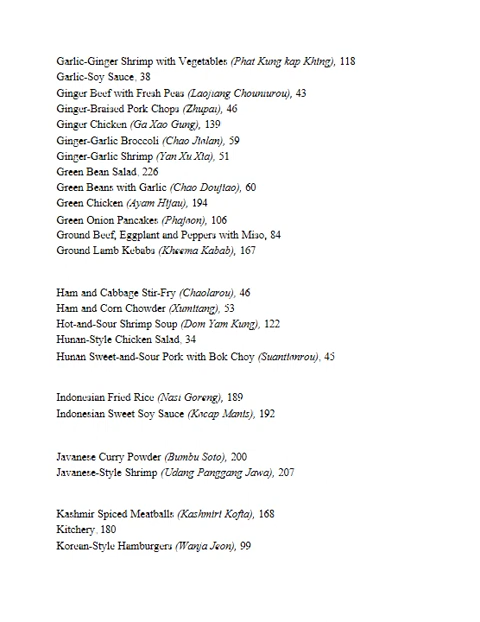 Garlic-Ginger Shrimp with Vegetables (Phat Kung kap Khing), 118
Garlic-Soy Sauce, 38
Ginger Beef with Fresh Peas (Laojiang Chouniurou), 43
Ginger-Braised Pork Chops (Zhupai), 46
Ginger Chicken (Ga Xao Gung), 139
Ginger-Garlic Broccoli (Chao Jialan), 59
Ginger-Garlic Shrimp (Yan Xu Xia), 51
Green Bean Salad, 226
Green Beans with Garlic (Chao Doujiao), 60
Green Chicken (Ayam Hijau), 194
Green Onion Pancakes (Phajeon), 106
Ground Beef, Eggplant and Peppers with Miso, 84
Ground Lamb Kebabs (Kheema Kabab), 167
Ham and Cabbage Stir-Fry (Chaolarou), 46
Ham and Corn Chowder (Xumitang), 53
Hot-and-Sour Shrimp Soup (Dom Yam Kung), 122
Hunan-Style Chicken Salad, 34
Hunan Sweet-and-Sour Pork with Bok Choy (Suantianrou), 45
Indonesian Fried Rice (Nasi Goreng), 189
Indonesian Sweet Soy Sauce (Kecap Manis), 192
Javanese Curry Powder (Bumbu Soto), 200
Javanese-Style Shrimp (Udang Panggang Jawa), 207
Kashmir Spiced Meatballs (Kashmiri Kofta), 168
Kitchery, 180
Korean-Style Hamburgers (Wanja Jeon), 99